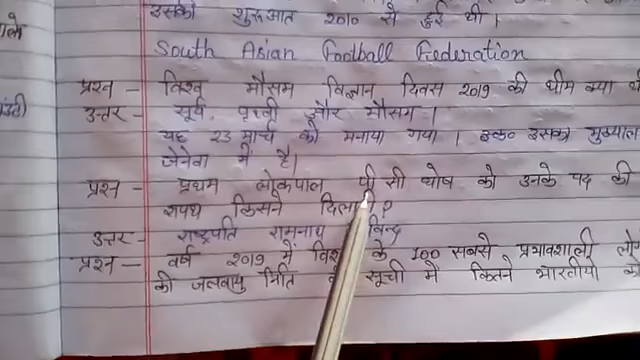 इसकी शुरुआत 2010 से हुई थी।
South Asian Football Federation
प्रश्न - विश्व मौसम विज्ञान दिवस 2019 की थीम क्या
उत्तर - सूर्य, पृथ्वी और मौसम।
यह 23 मार्च को मनाया गया। इसका मुख्याल
जेनेवा में है।
प्रश्न - प्रथम लोकपाल पी सी घोष को उनके पद की
शपथ किसने दिलाई?
उत्तर - राष्ट्रपति रामनाथ
प्रश्न - वर्ष 2019 में के 100 सबसे प्रभावशाली
की जलवायु सूची में कितने भारतीयो को